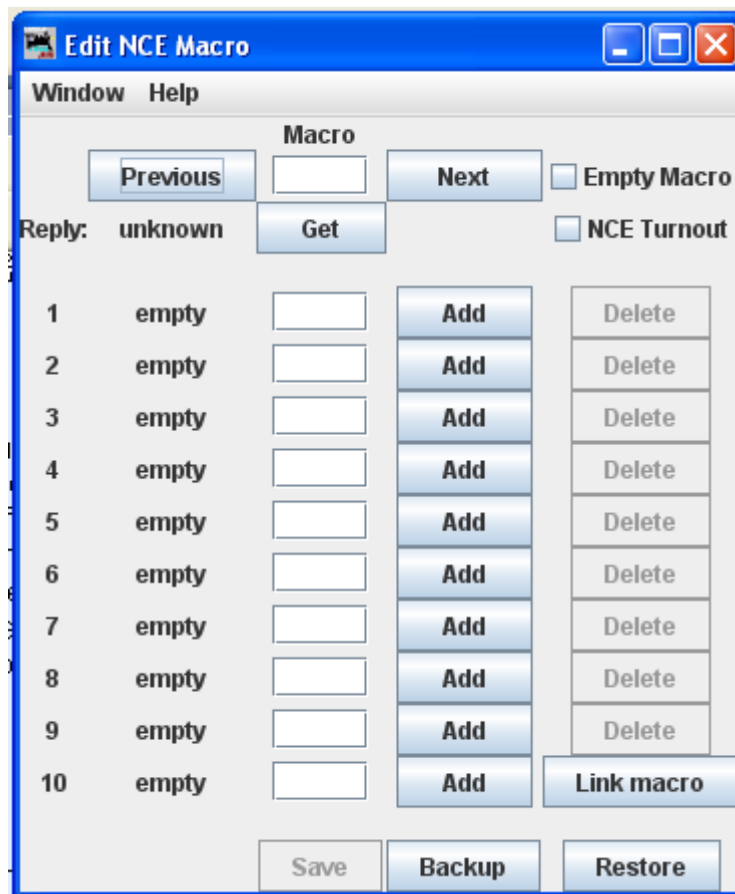 Edit NCE Macro
Window Help
Macro
Previous Next Empty Macro
Reply: unknown Get NCE Turnout
1 empty Add Delete
2 empty Add Delete
3 empty Add Delete
4 empty Add Delete
5 empty Add Delete
6 empty Add Delete
7 empty Add Delete
8 empty Add Delete
9 empty Add Delete
10 empty Add Link macro
Save Backup Restore